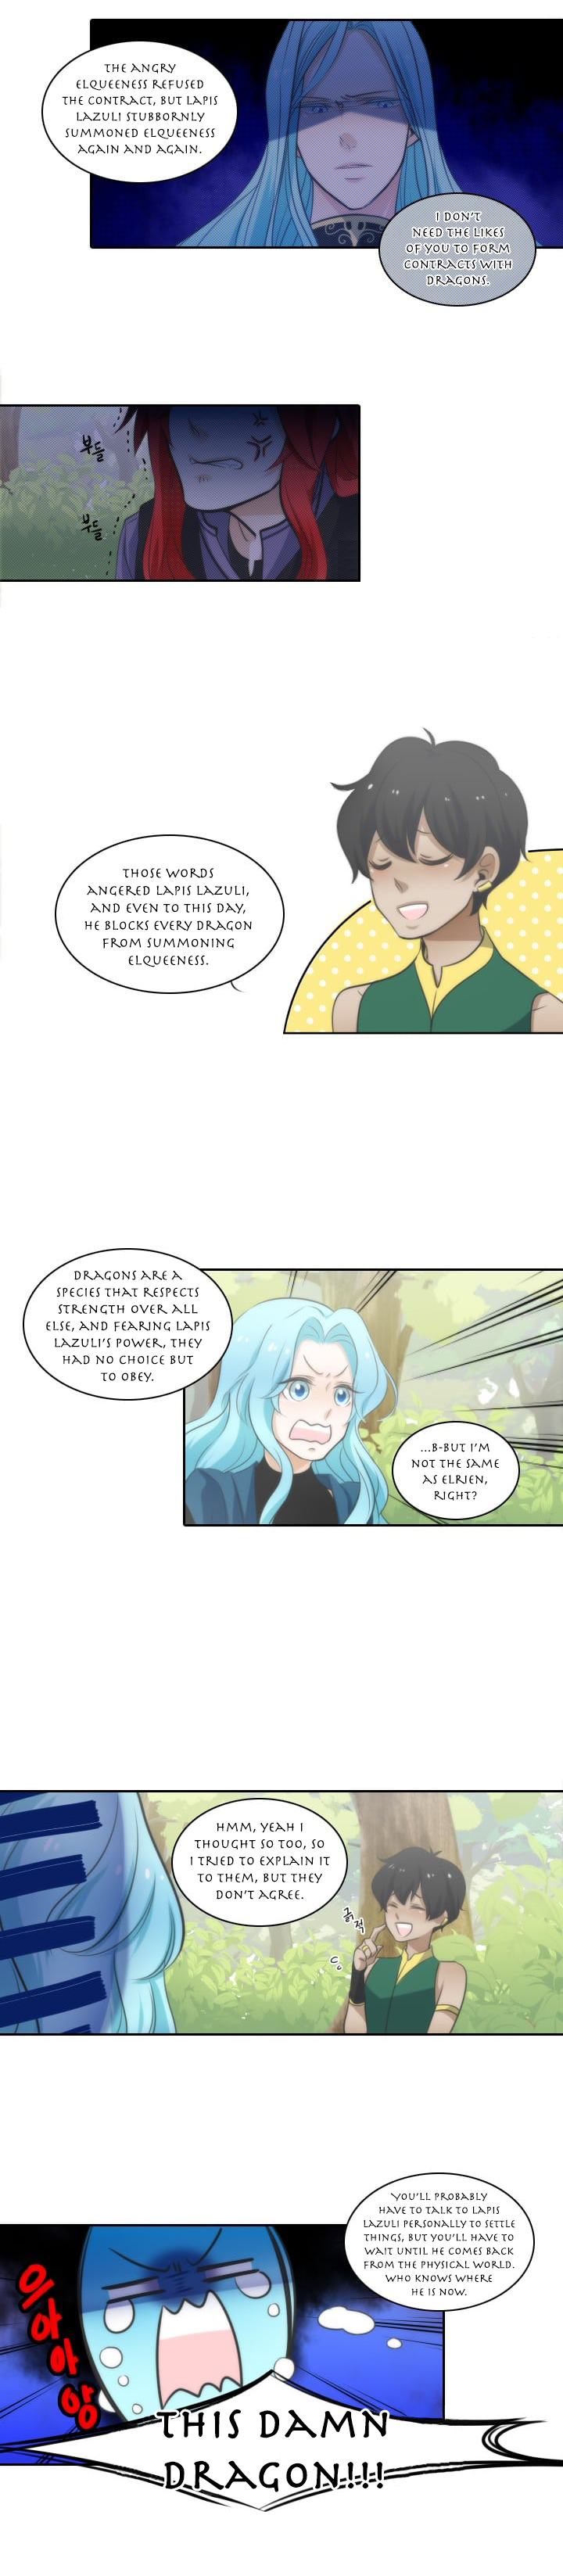 THE ANGRY
ELQUEENESS REFUSED
THE CONTRACT, BUT LAPIS
LAZULI STUBBORNLY
SUMMONED ELQUEENESS
AGAIN AND AGAIN.
I DON'T
NEED THE LIKES
OF YOU TO FORM
CONTRACTS WITH
DRAGONS.
부들
부들
THOSE WORDS
ANGERED LAPIS LAZULI,
AND EVEN TO THIS DAY,
HE BLOCKS EVERY DRAGON
FROM SUMMONING
ELQUEENESS.
DRAGONS ARE A
SPECIES THAT RESPECTS
STRENGTH OVER ALL
ELSE, AND FEARING LAPIS
LAZULI'S POWER, THEY
HAD NO CHOICE BUT
TO OBEY.
...B-BUT I'M
NOT THE SAME
AS ELRIEN,
RIGHT?
HMM, YEAH I
THOUGHT SO TOO, SO
I TRIED TO EXPLAIN IT
TO THEM, BUT THEY
DON'T AGREE.
긁적
YOU'LL PROBABLY
HAVE TO TALK TO LAPIS
LAZULI PERSONALLY TO SETTLE
THINGS, BUT YOU'LL HAVE TO
WAIT UNTIL HE COMES BACK
FROM THE PHYSICAL WORLD.
WHO KNOWS WHERE
HE IS NOW.
으아아앙
THIS DAMN
DRAGON!!!